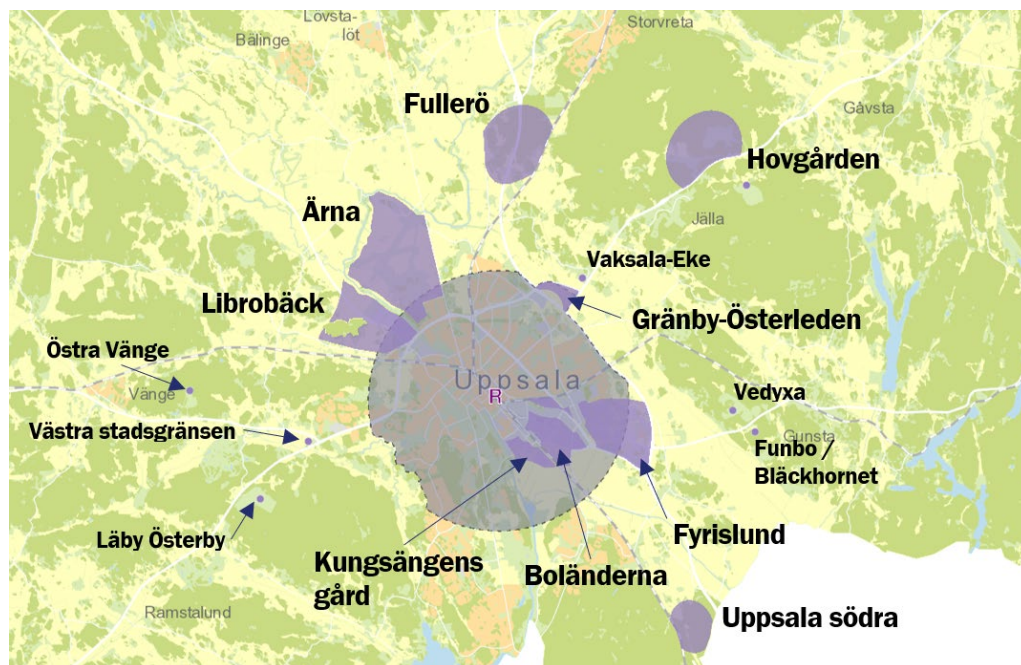 Lövsta-
löt
Storvreta
Bälinge
Fullerö
Gåvsta
Hovgården
Ärna
Jälla
Vaksala-Eke
Librobäck
Gränby-Österleden
Östra Vänge
Uppsala
Vänge
R
Vedyxa
Västra stadsgränsen
Gunsta
Funbo /
Bläckhornet
Läby Österby
Fyrislund
Kungsängens
gård
Boländerna
Ramstalund
Uppsala södra